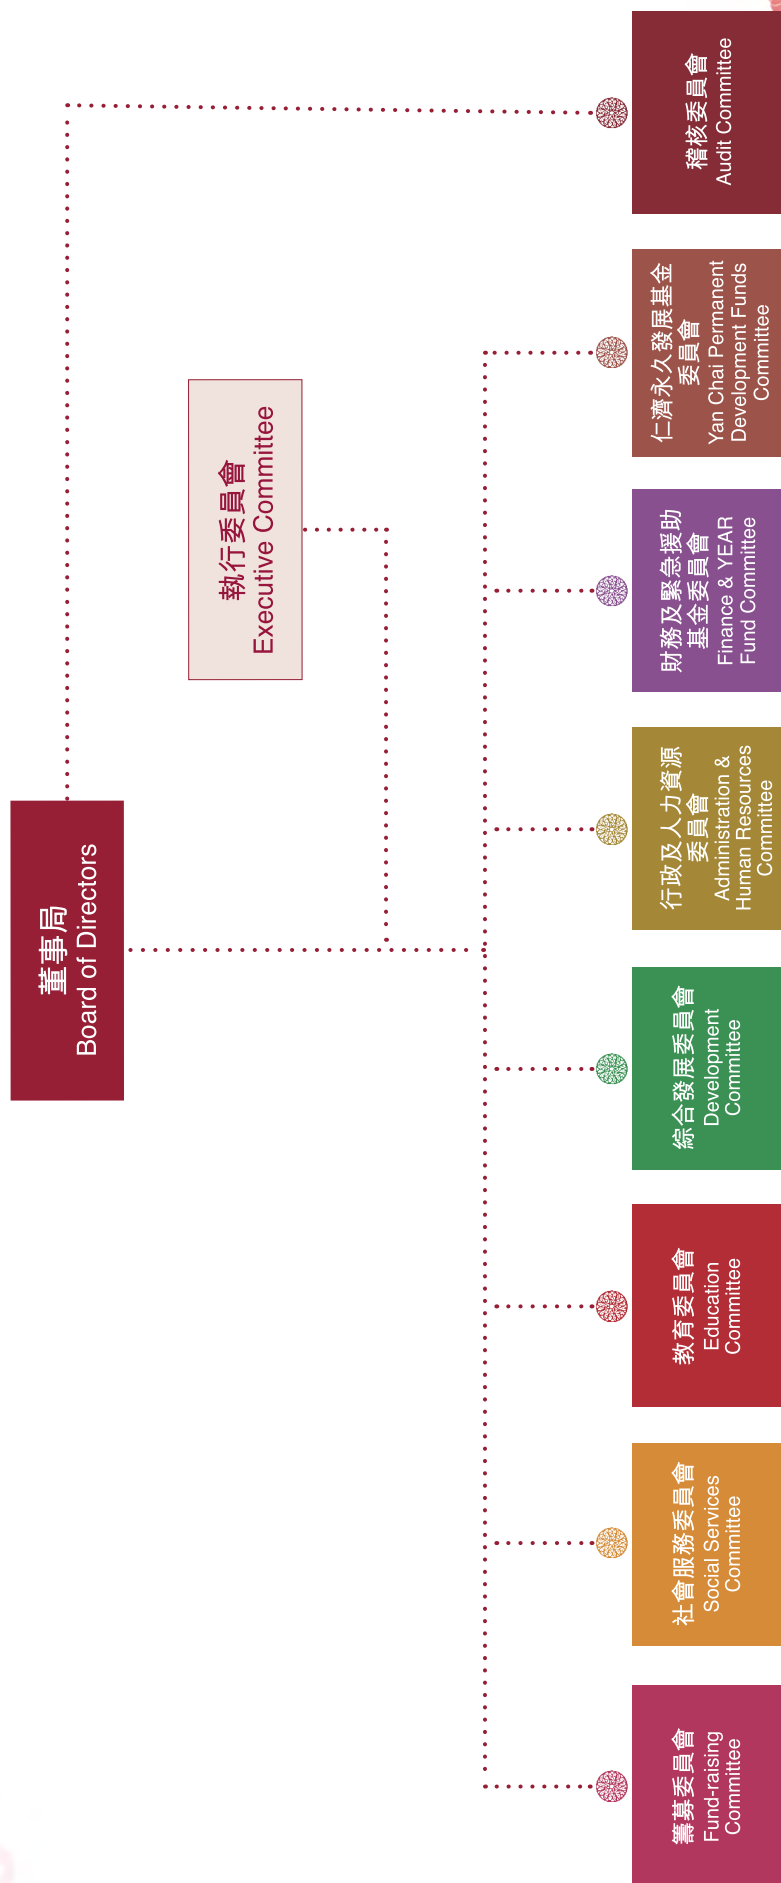 董事局
Board of Directors
執行委員會
Executive Committee
籌募委員會
Fund-raising
Committee
社會服務委員會
Social Services
Committee
教育委員會
Education
Committee
綜合發展委員會
Development
Committee
行政及人力資源
委員會
Administration &
Human Resources
Committee
財務及緊急援助
基金委員會
Finance & YEAR
Fund Committee
仁濟永久發展基金
委員會
Yan Chai Permanent
Development Funds
Committee
稽核委員會
Audit Committee